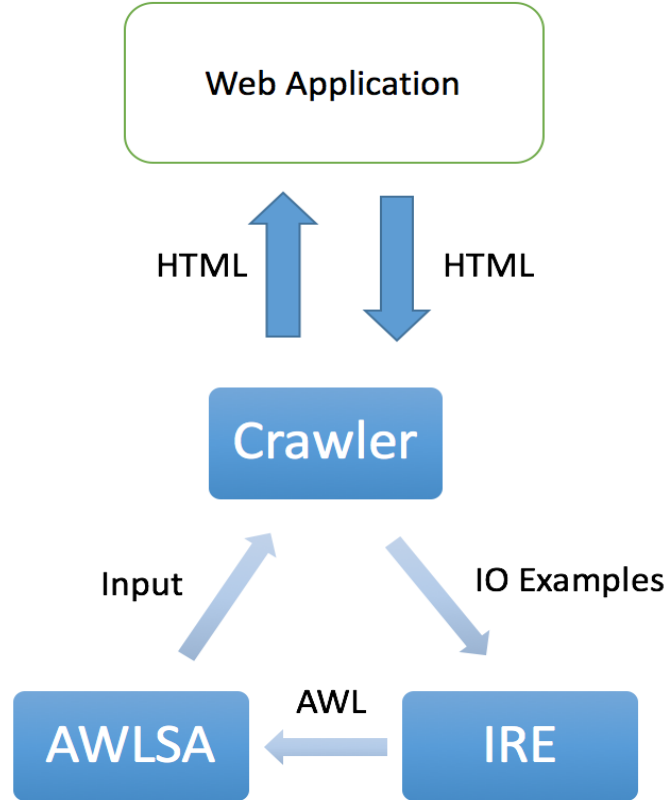 Web Application
HTML
HTML
Crawler
Input
IO Examples
AWL
AWLSA
IRE